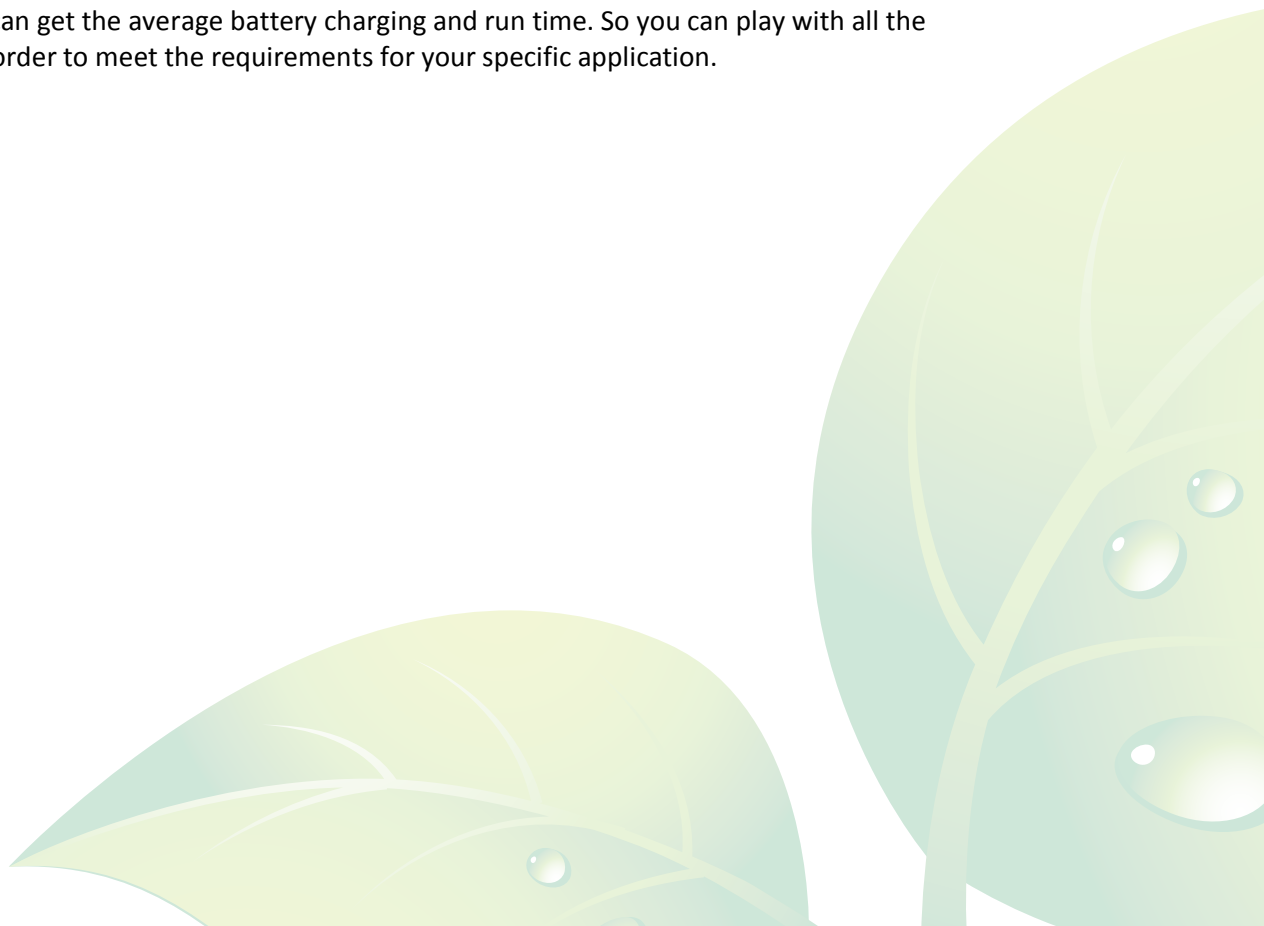 an get the average battery charging and run time. So you can play with all the
order to meet the requirements for your specific application.